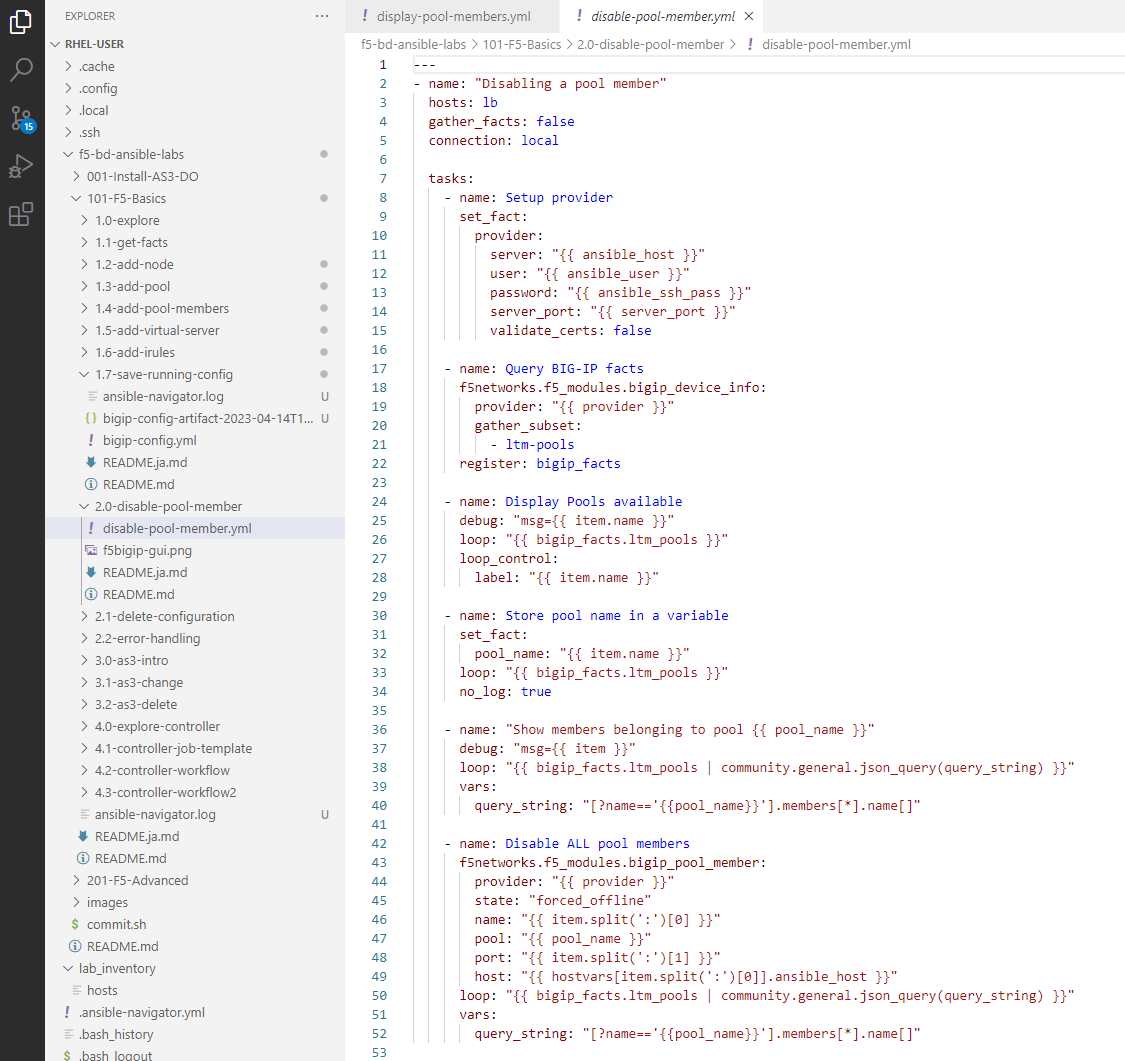 EXPLORER
RHEL-USER
.cache
.config
.local
.ssh
15
f5-bd-ansible-labs
001-Install-AS3-DO
101-F5-Basics
1.0-explore
1.1-get-facts
1.2-add-node
1.3-add-pool
1.4-add-pool-members
1.5-add-virtual-server
1.6-add-irules
1.7-save-running-config
ansible-navigator.log U
{} bigip-config-artifact-2023-04-14T1... U
! bigip-config.yml
README.ja.md
README.md
2.0-disable-pool-member
! disable-pool-member.yml
f5bigip-gui.png
README.ja.md
README.md
2.1-delete-configuration
2.2-error-handling
3.0-as3-intro
3.1-as3-change
3.2-as3-delete
4.0-explore-controller
4.1-controller-job-template
4.2-controller-workflow
4.3-controller-workflow2
ansible-navigator.log U
README.ja.md
README.md
201-F5-Advanced
images
$ commit.sh
README.md
lab_inventory
hosts
! .ansible-navigator.yml
.bash_history
$ .bash_logout
! display-pool-members.yml
! disable-pool-member.yml
f5-bd-ansible-labs > 101-F5-Basics > 2.0-disable-pool-member > ! disable-pool-member.yml
1 ---
2 - name: "Disabling a pool member"
3   hosts: lb
4   gather_facts: false
5   connection: local
6
7   tasks:
8     - name: Setup provider
9       set_fact:
10         provider:
11           server: "{{ ansible_host }}"
12           user: "{{ ansible_user }}"
13           password: "{{ ansible_ssh_pass }}"
14           server_port: "{{ server_port }}"
15           validate_certs: false
16
17     - name: Query BIG-IP facts
18       f5networks.f5_modules.bigip_device_info:
19         provider: "{{ provider }}"
20         gather_subset:
21           - ltm-pools
22       register: bigip_facts
23
24     - name: Display Pools available
25       debug: "msg={{ item.name }}"
26       loop: "{{ bigip_facts.ltm_pools }}"
27       loop_control:
28         label: "{{ item.name }}"
29
30     - name: Store pool name in a variable
31       set_fact:
32         pool_name: "{{ item.name }}"
33       loop: "{{ bigip_facts.ltm_pools }}"
34       no_log: true
35
36     - name: "Show members belonging to pool {{ pool_name }}"
37       debug: "msg={{ item }}"
38       loop: "{{ bigip_facts.ltm_pools | community.general.json_query(query_string) }}"
39       vars:
40         query_string: "[?name=='{{pool_name}}'].members[*].name[]"
41
42     - name: Disable ALL pool members
43       f5networks.f5_modules.bigip_pool_member:
44         provider: "{{ provider }}"
45         state: "forced_offline"
46         name: "{{ item.split(':')[0] }}"
47         pool: "{{ pool_name }}"
48         port: "{{ item.split(':')[1] }}"
49         host: "{{ hostvars[item.split(':')[0]].ansible_host }}"
50       loop: "{{ bigip_facts.ltm_pools | community.general.json_query(query_string) }}"
51       vars:
52         query_string: "[?name=='{{pool_name}}'].members[*].name[]"
53